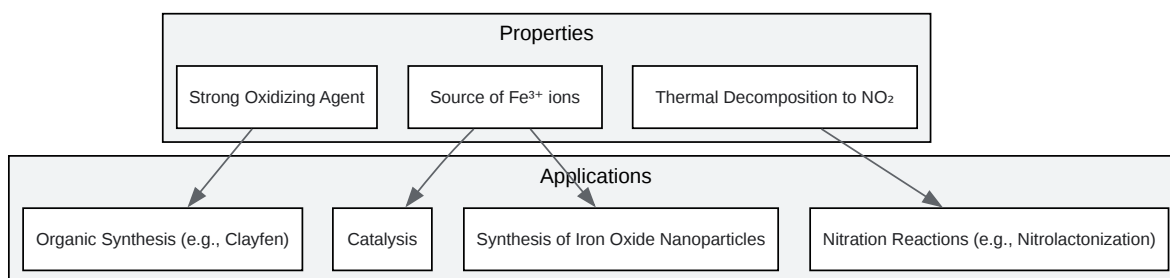 Properties
Strong Oxidizing Agent
Source of Fe³⁺ ions
Thermal Decomposition to NO₂
Applications
Organic Synthesis (e.g., Clayfen)
Catalysis
Synthesis of Iron Oxide Nanoparticles
Nitration Reactions (e.g., Nitrolactonization)